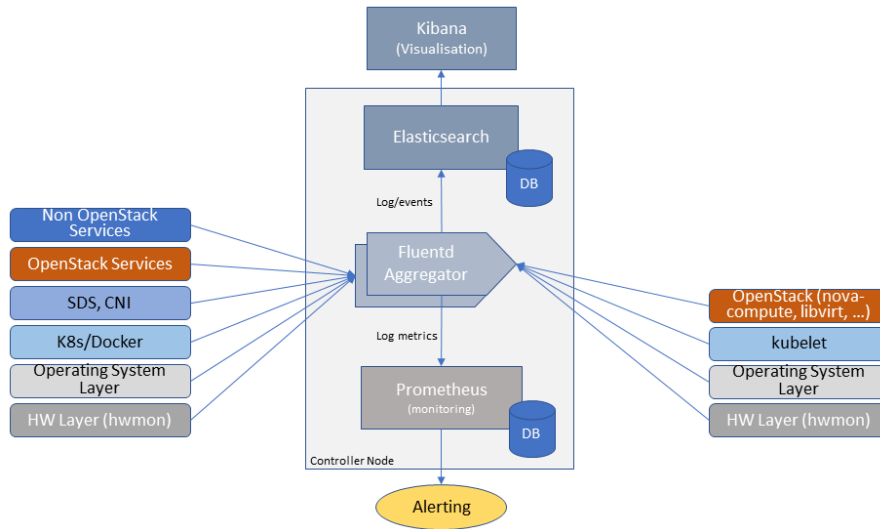 Kibana
(Visualisation)
Elasticsearch
DB
Log/events
Non OpenStack
Services
OpenStack Services
SDS, CNI
K8s/Docker
Operating System
Layer
HW Layer (hwmon)
Fluentd
Aggregator
OpenStack (nova-
compute, libvirt, ...)
kubelet
Operating System
Layer
HW Layer (hwmon)
Log metrics
Prometheus
(monitoring)
DB
Controller Node
Alerting